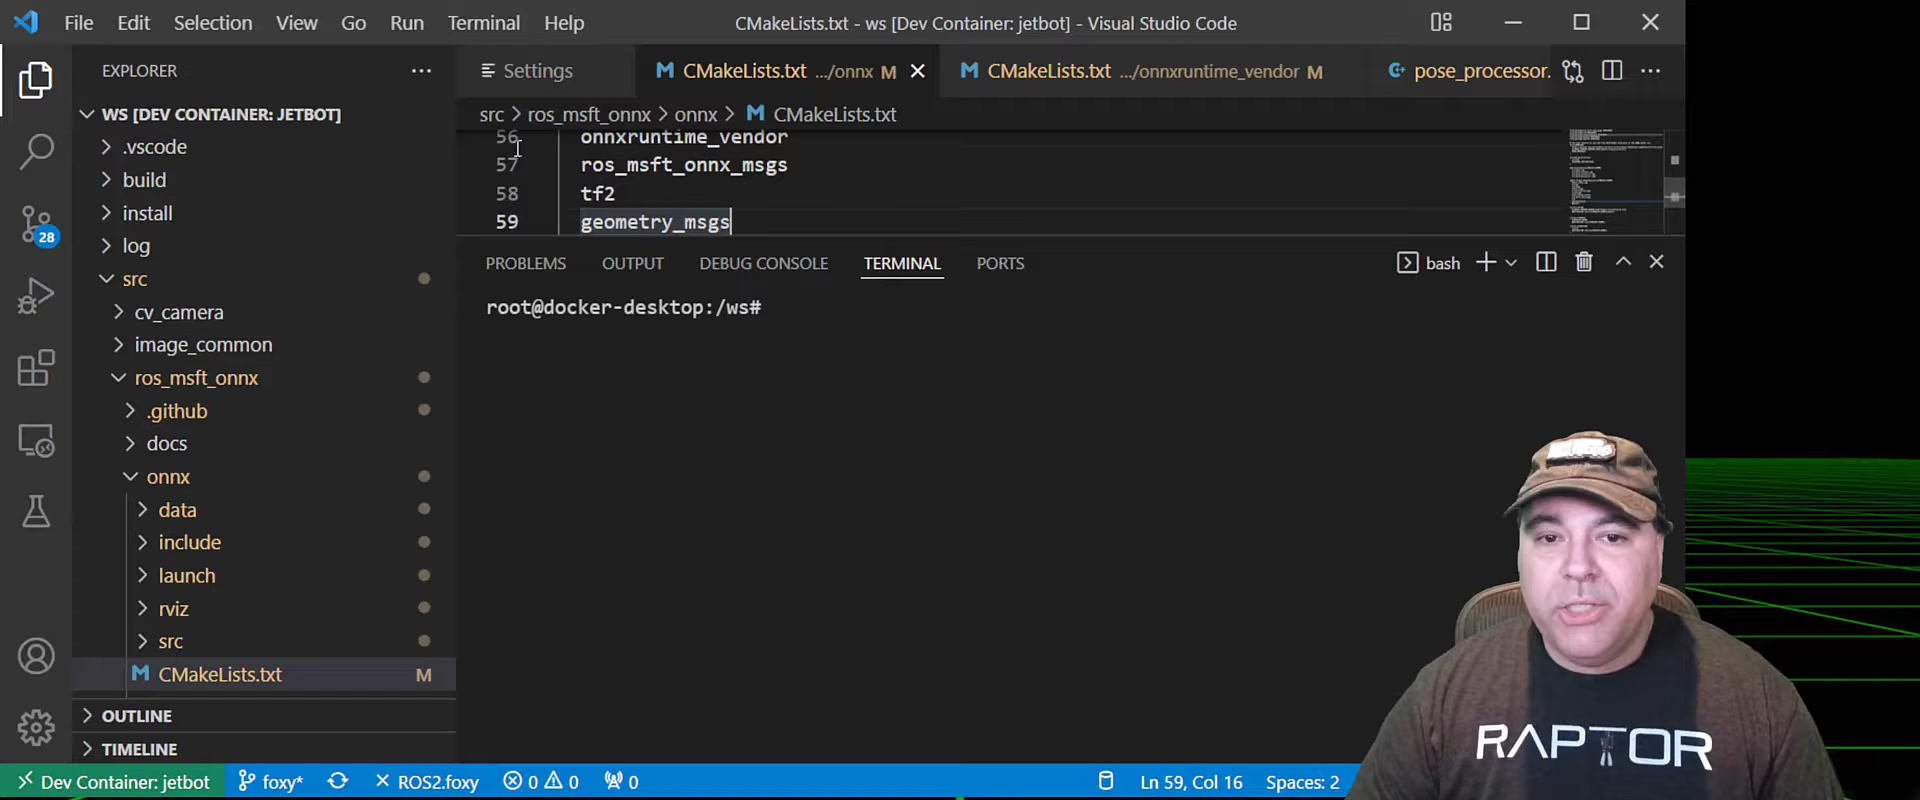 File Edit Selection View Go Run Terminal Help
CMakeLists.txt - ws [Dev Container: jetbot] - Visual Studio Code
EXPLORER
Settings
CMakeLists.txt .../onnx M
CMakeLists.txt .../onnxruntime_vendor M
pose_processor.
WS [DEV CONTAINER: JETBOT]
.vscode
build
install
log
src
cv_camera
image_common
ros_msft_onnx
.github
docs
onnx
data
include
launch
rviz
src
CMakeLists.txt M
OUTLINE
TIMELINE
28
src > ros_msft_onnx > onnx > CMakeLists.txt
56 onnxruntime_vendor
57 ros_msft_onnx_msgs
58 tf2
59 geometry_msgs
PROBLEMS OUTPUT DEBUG CONSOLE TERMINAL PORTS
bash
root@docker-desktop:/ws#
RAPTOR
Dev Container: jetbot foxy* ROS2.foxy 0 0 0 Ln 59, Col 16 Spaces: 2